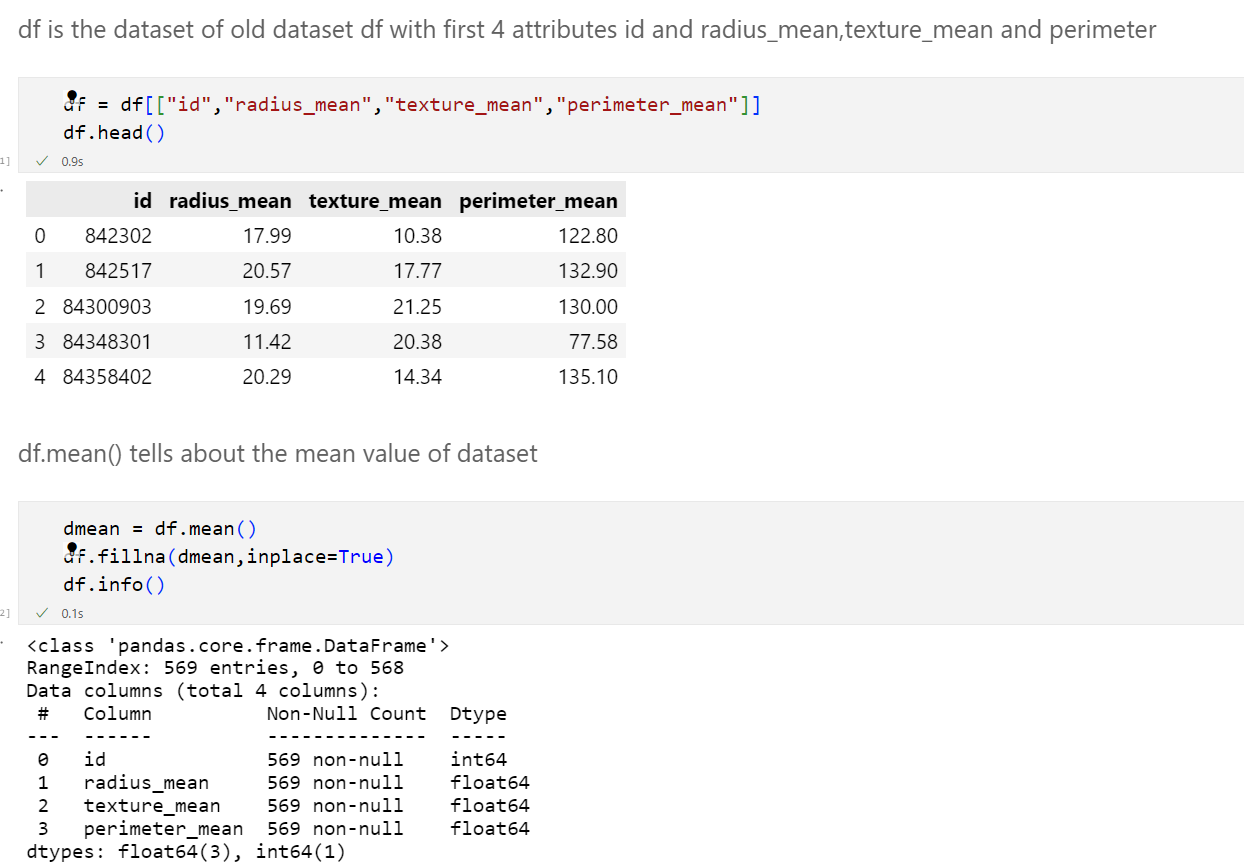 df is the dataset of old dataset df with first 4 attributes id and radius_mean,texture_mean and perimeter
df = df[["id","radius_mean","texture_mean","perimeter_mean"]]
df.head()
1] ✓ 0.9s
id radius_mean texture_mean perimeter_mean
0 842302 17.99 10.38 122.80
1 842517 20.57 17.77 132.90
2 84300903 19.69 21.25 130.00
3 84348301 11.42 20.38 77.58
4 84358402 20.29 14.34 135.10
df.mean() tells about the mean value of dataset
dmean = df.mean()
df.fillna(dmean,inplace=True)
df.info()
2] ✓ 0.1s
<class 'pandas.core.frame.DataFrame'>
RangeIndex: 569 entries, 0 to 568
Data columns (total 4 columns):
 #   Column          Non-Null Count  Dtype
---  ------          --------------  -----
 0   id              569 non-null    int64
 1   radius_mean     569 non-null    float64
 2   texture_mean    569 non-null    float64
 3   perimeter_mean  569 non-null    float64
dtypes: float64(3), int64(1)